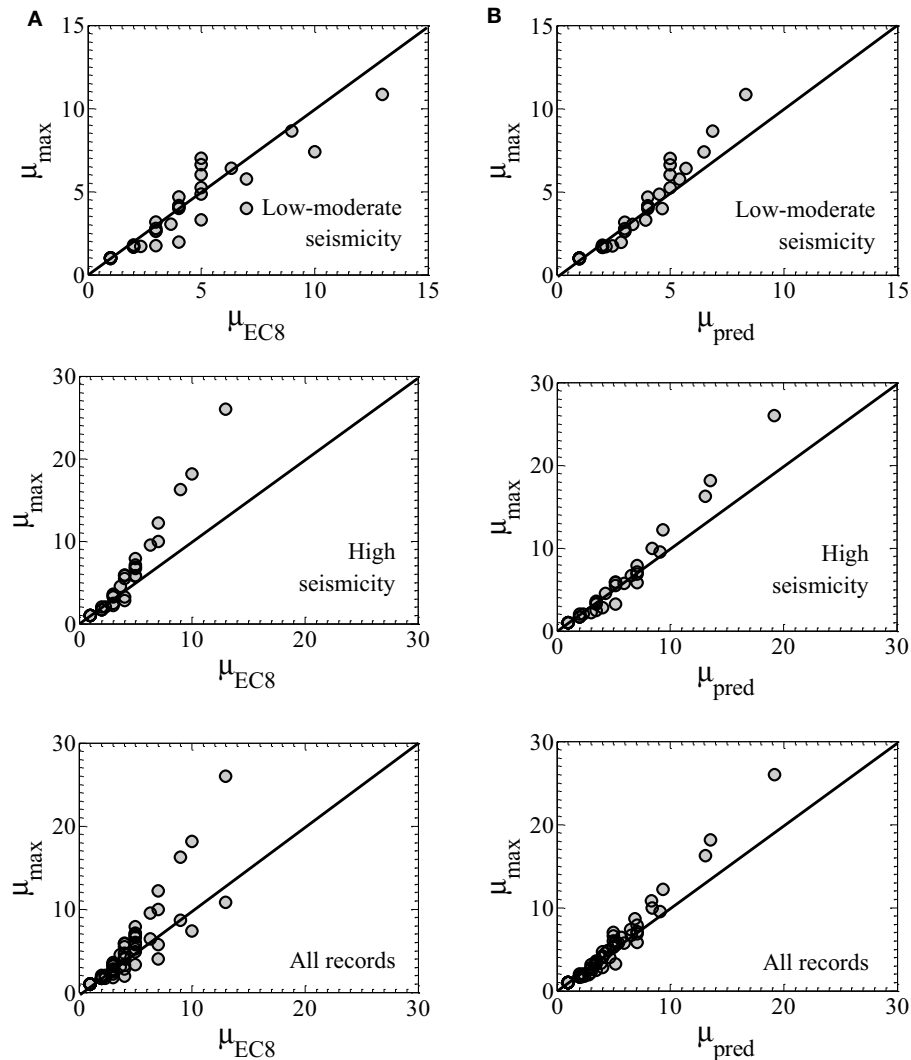 A
B
15
10
5
0
μmax
0 5 10 15
μEC8
Low-moderate
seismicity
15
10
5
0
μmax
0 5 10 15
μpred
Low-moderate
seismicity
30
20
10
0
μmax
0 10 20 30
μEC8
High
seismicity
30
20
10
0
μmax
0 10 20 30
μpred
High
seismicity
30
20
10
0
μmax
0 10 20 30
μEC8
All records
30
20
10
0
μmax
0 10 20 30
μpred
All records